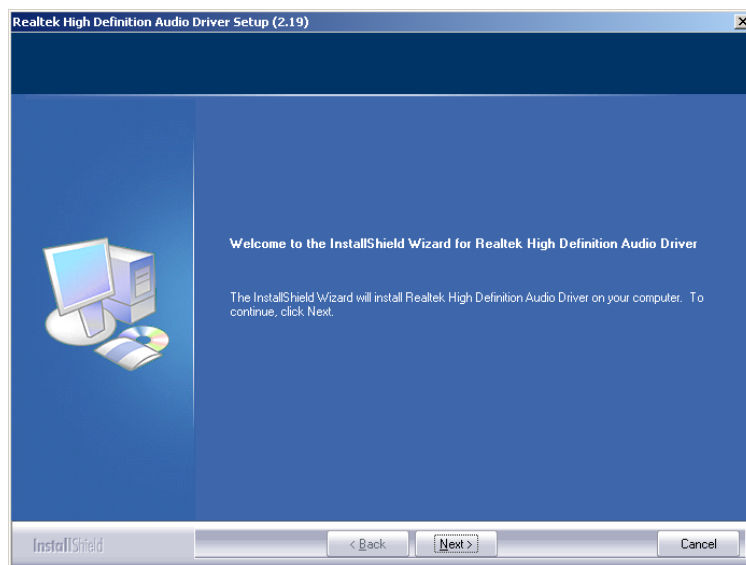 Realtek High Definition Audio Driver Setup (2.19)
Welcome to the InstallShield Wizard for Realtek High Definition Audio Driver
The InstallShield Wizard will install Realtek High Definition Audio Driver on your computer. To
continue, click Next.
InstallShield
< Back
Next >
Cancel